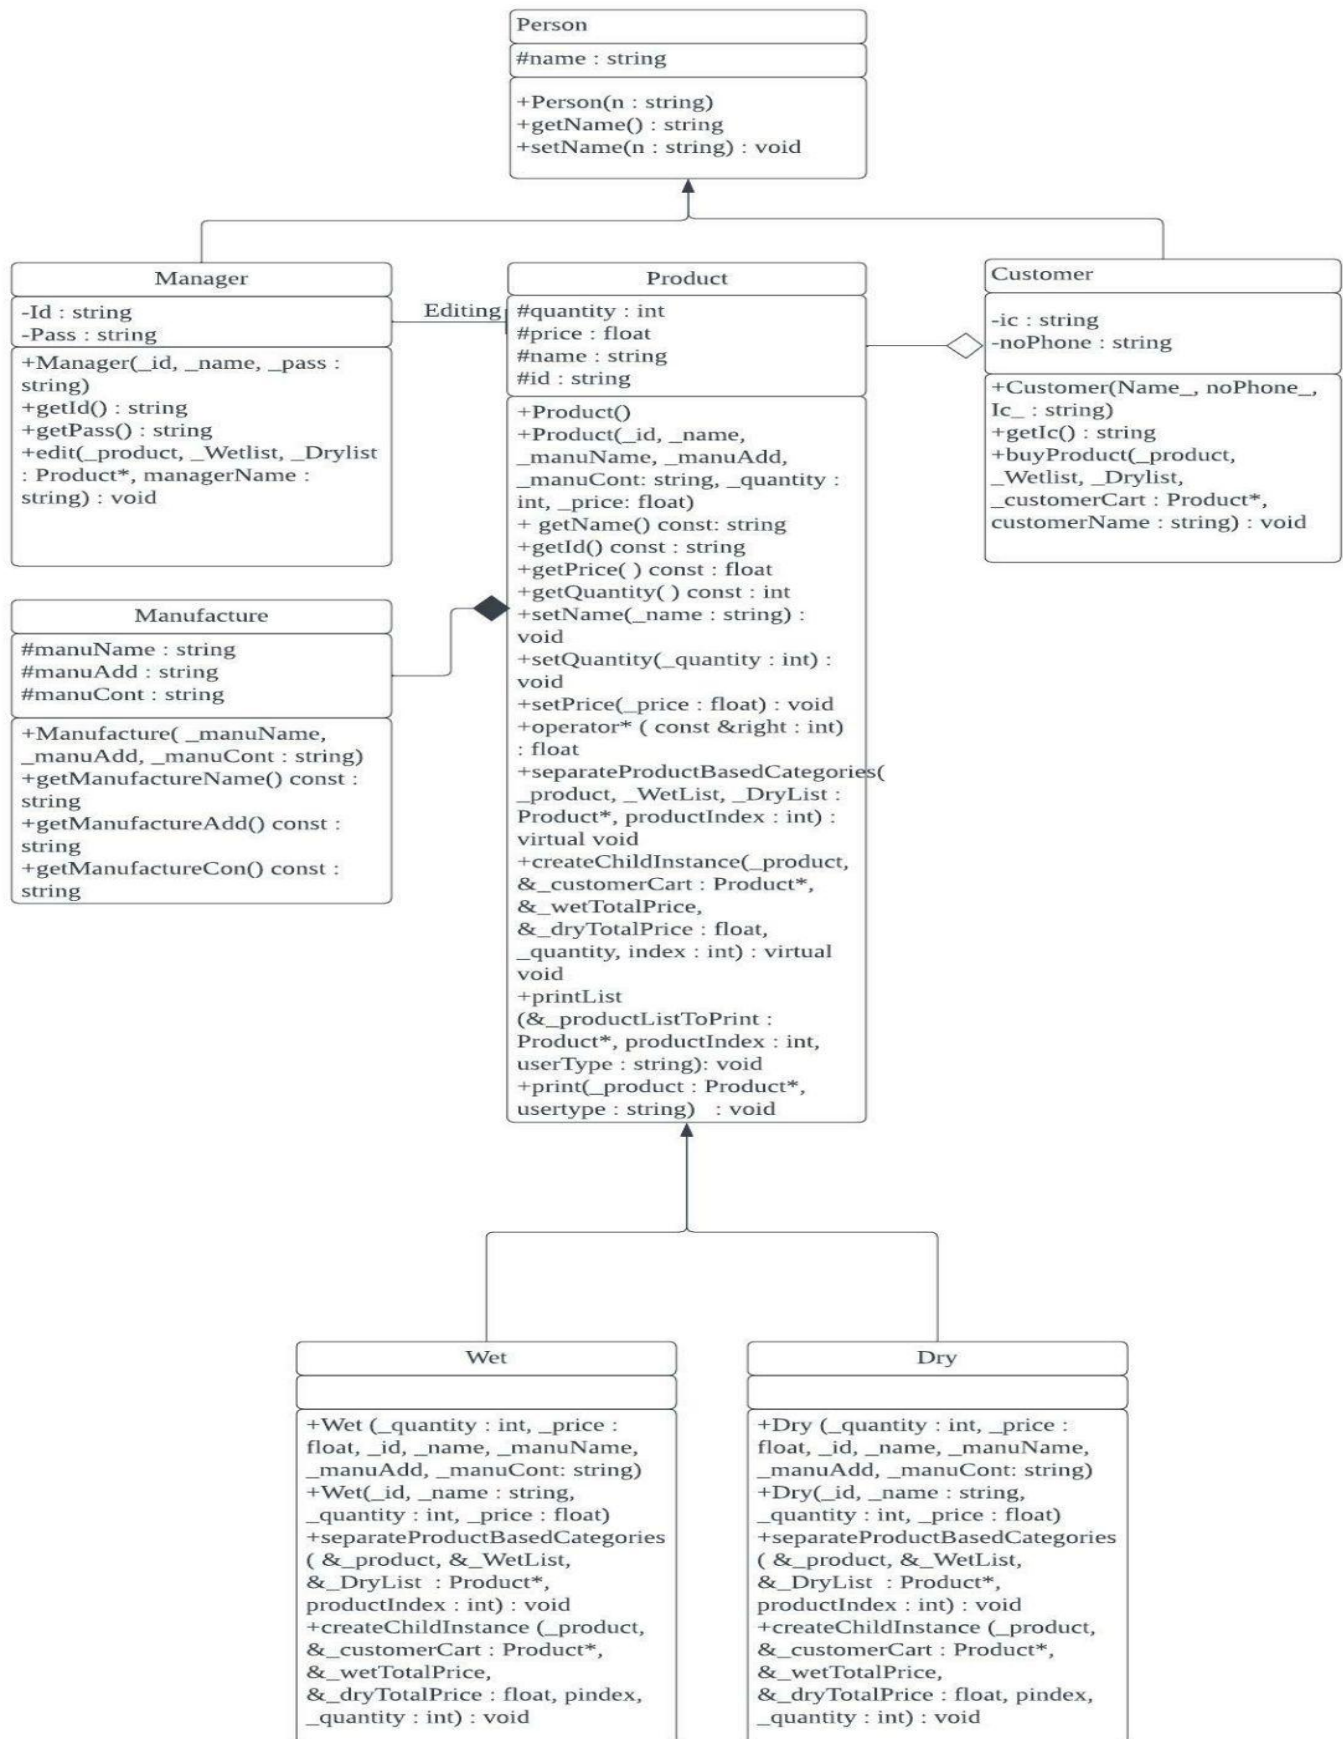 Person
#name : string
+Person(n : string)
+getName() : string
+setName(n : string) : void
Manager
-Id : string
-Pass : string
+Manager(_id, _name, _pass :
string)
+getId() : string
+getPass() : string
+edit(_product, _Wetlist, _Drylist
: Product*, managerName :
string) : void
Editing
Product
#quantity : int
#price : float
#name : string
#id : string
+Product()
+Product(_id, _name,
_manuName, _manuAdd,
_manuCont: string, _quantity :
int, _price: float)
+ getName() const: string
+getId() const : string
+getPrice( ) const : float
+getQuantity( ) const : int
+setName(_name : string) :
void
+setQuantity(_quantity : int) :
void
+setPrice(_price : float) : void
+operator* ( const &right : int)
: float
+separateProductBasedCategories(
_product, _WetList, _DryList :
Product*, productIndex : int) :
virtual void
+createChildInstance(_product,
&_customerCart : Product*,
&_wetTotalPrice,
&_dryTotalPrice : float,
_quantity, index : int) : virtual
void
+printList
(&_productListToPrint :
Product*, productIndex : int,
userType : string): void
+print(_product : Product*,
usertype : string)   : void
Customer
-ic : string
-noPhone : string
+Customer(Name_, noPhone_,
Ic_ : string)
+getIc() : string
+buyProduct(_product,
_Wetlist, _Drylist,
_customerCart : Product*,
customerName : string) : void
Manufacture
#manuName : string
#manuAdd : string
#manuCont : string
+Manufacture( _manuName,
_manuAdd, _manuCont : string)
+getManufactureName() const :
string
+getManufactureAdd() const :
string
+getManufactureCon() const :
string
Wet
+Wet (_quantity : int, _price :
float, _id, _name, _manuName,
_manuAdd, _manuCont: string)
+Wet(_id, _name : string,
_quantity : int, _price : float)
+separateProductBasedCategories
( &_product, &_WetList,
&_DryList  : Product*,
productIndex : int) : void
+createChildInstance (_product,
&_customerCart : Product*,
&_wetTotalPrice,
&_dryTotalPrice : float, pindex,
_quantity : int) : void
Dry
+Dry (_quantity : int, _price :
float, _id, _name, _manuName,
_manuAdd, _manuCont: string)
+Dry(_id, _name : string,
_quantity : int, _price : float)
+separateProductBasedCategories
( &_product, &_WetList,
&_DryList  : Product*,
productIndex : int) : void
+createChildInstance (_product,
&_customerCart : Product*,
&_wetTotalPrice,
&_dryTotalPrice : float, pindex,
_quantity : int) : void